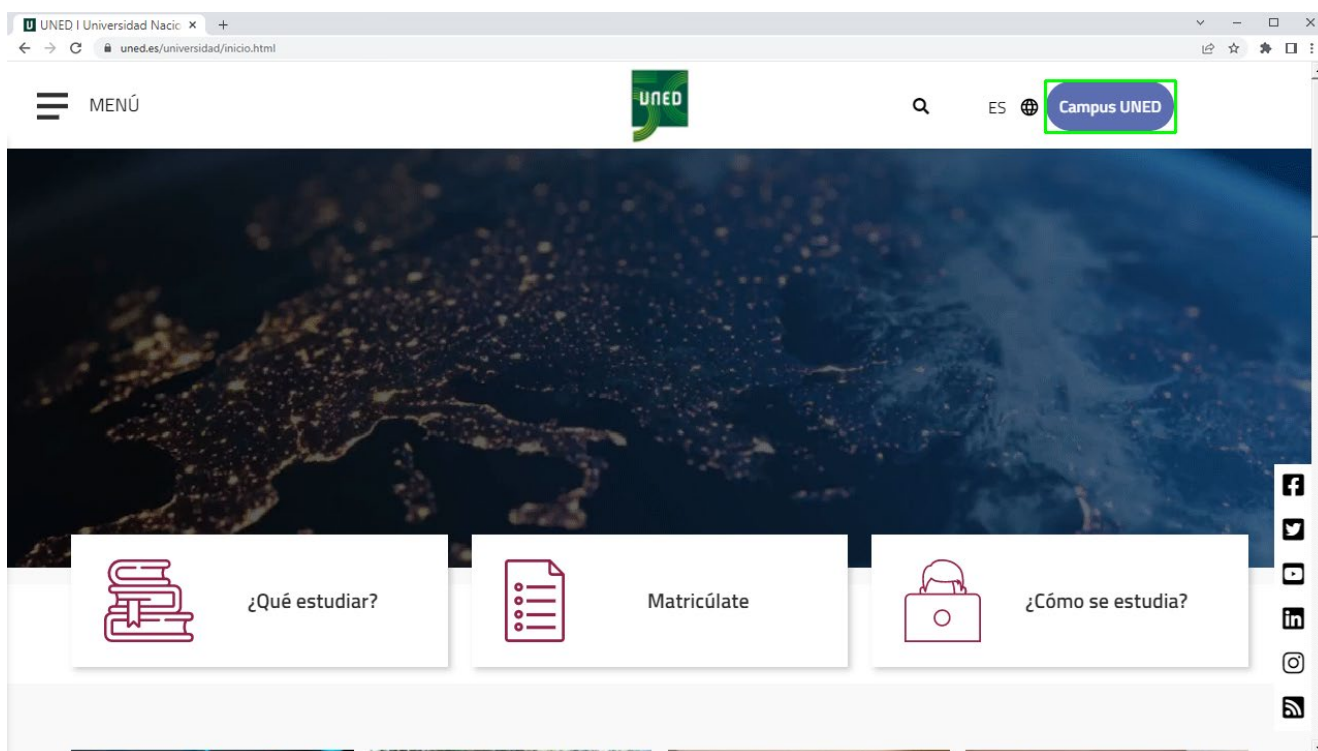 UNED I Universidad Nacio
uned.es/universidad/inicio.html
MENÚ
UNED
ES
Campus UNED
¿Qué estudiar?
Matricúlate
¿Cómo se estudia?